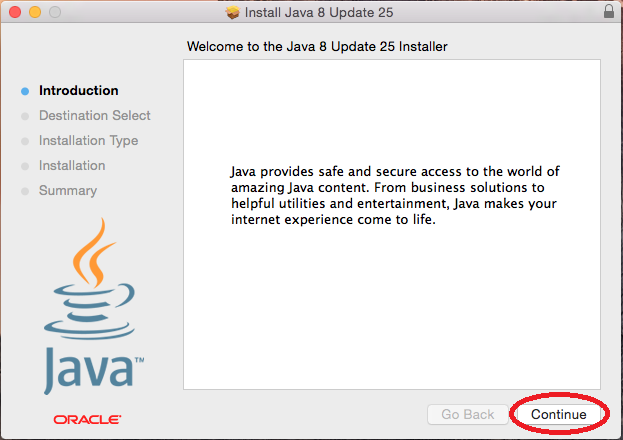 Install Java 8 Update 25
Welcome to the Java 8 Update 25 Installer
Introduction
Destination Select
Installation Type
Installation
Summary
Java provides safe and secure access to the world of
amazing Java content. From business solutions to
helpful utilities and entertainment, Java makes your
internet experience come to life.
Java™
ORACLE®
Go Back
Continue